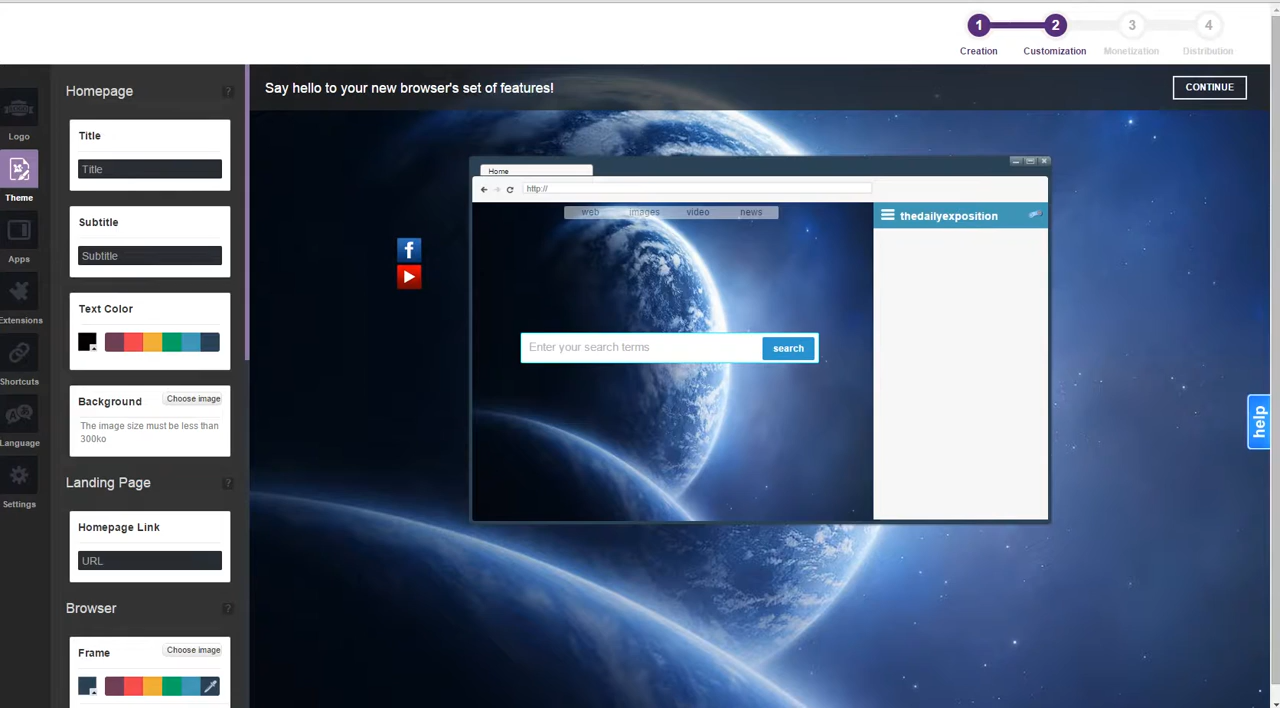 1
2
3
4
Creation
Customization
Monetization
Distribution
Logo
Theme
Apps
Extensions
Shortcuts
Language
Settings
Homepage
?
Title
Title
Subtitle
Subtitle
Text Color
Background
Choose image
The image size must be less than
300ko
Landing Page
?
Homepage Link
URL
Browser
?
Frame
Choose image
Say hello to your new browser's set of features!
CONTINUE
Home
http://
web
images
video
news
thedailyexposition
f
Enter your search terms
search
help